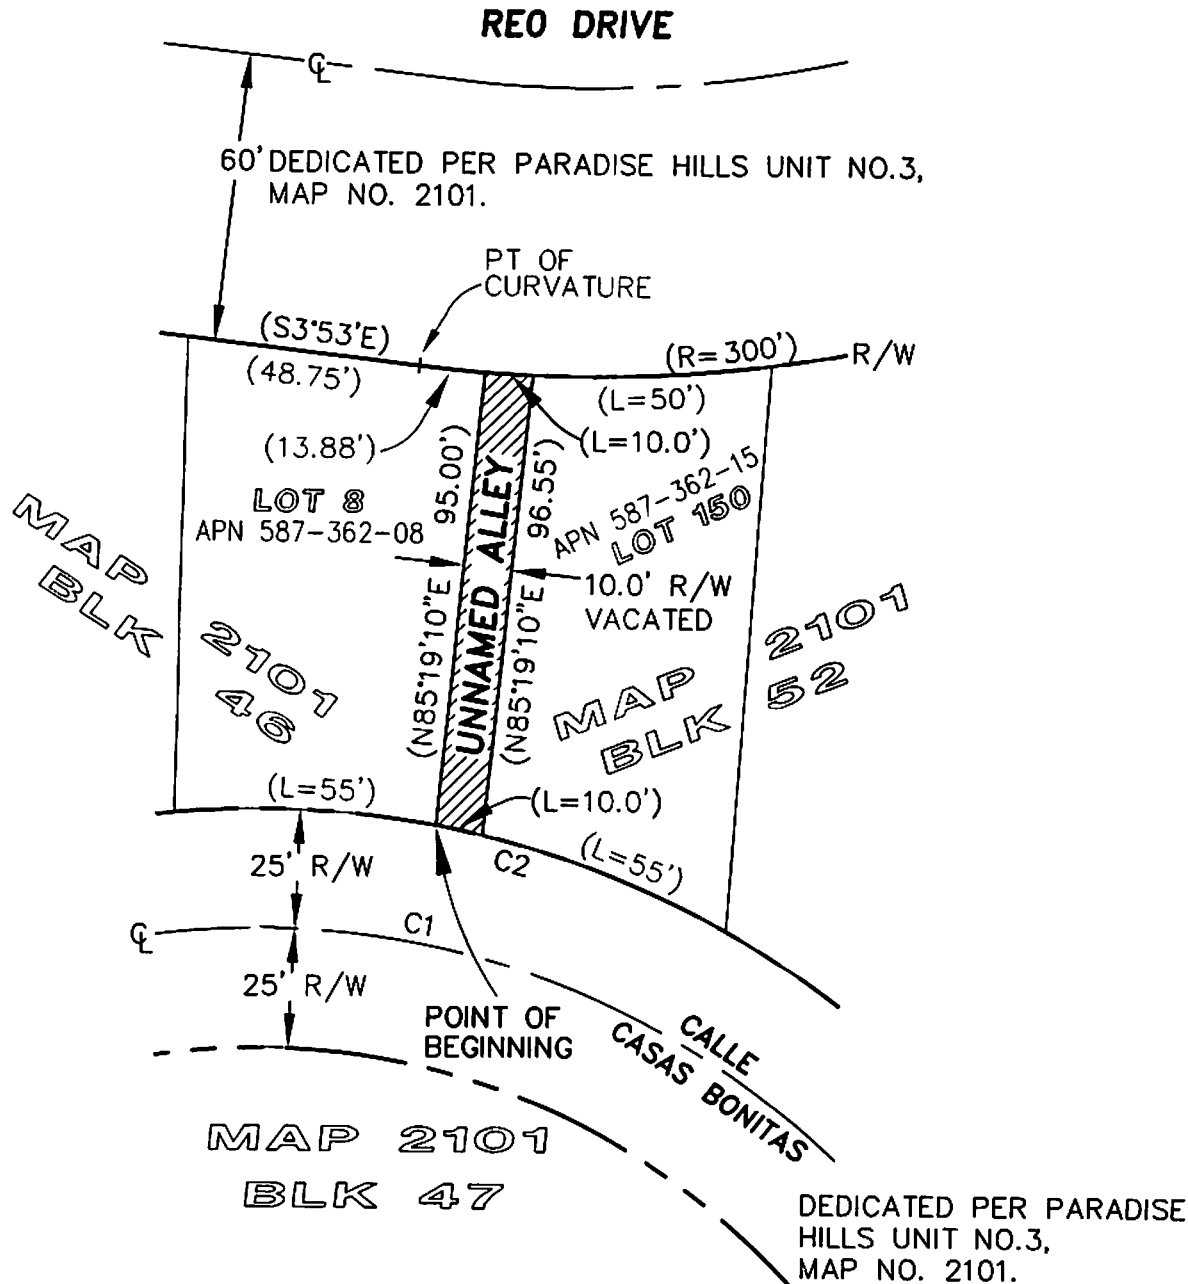 REO DRIVE
℄
60' DEDICATED PER PARADISE HILLS UNIT NO.3,
MAP NO. 2101.
PT OF
CURVATURE
(S3°53'E)
(48.75')
(R=300')
R/W
(L=50')
(13.88')
(L=10.0')
LOT 8
APN 587-362-08
95.00')
(N85°19'10"E
UNNAMED ALLEY
96.55')
(N85°19'10"E
APN 587-362-15
LOT 150
10.0' R/W
VACATED
MAP 2101
BLK 46
MAP 2101
BLK 52
(L=55')
(L=10.0')
C2
(L=55')
25' R/W
℄
C1
25' R/W
POINT OF
BEGINNING
CALLE
CASAS BONITAS
MAP 2101
BLK 47
DEDICATED PER PARADISE
HILLS UNIT NO.3,
MAP NO. 2101.